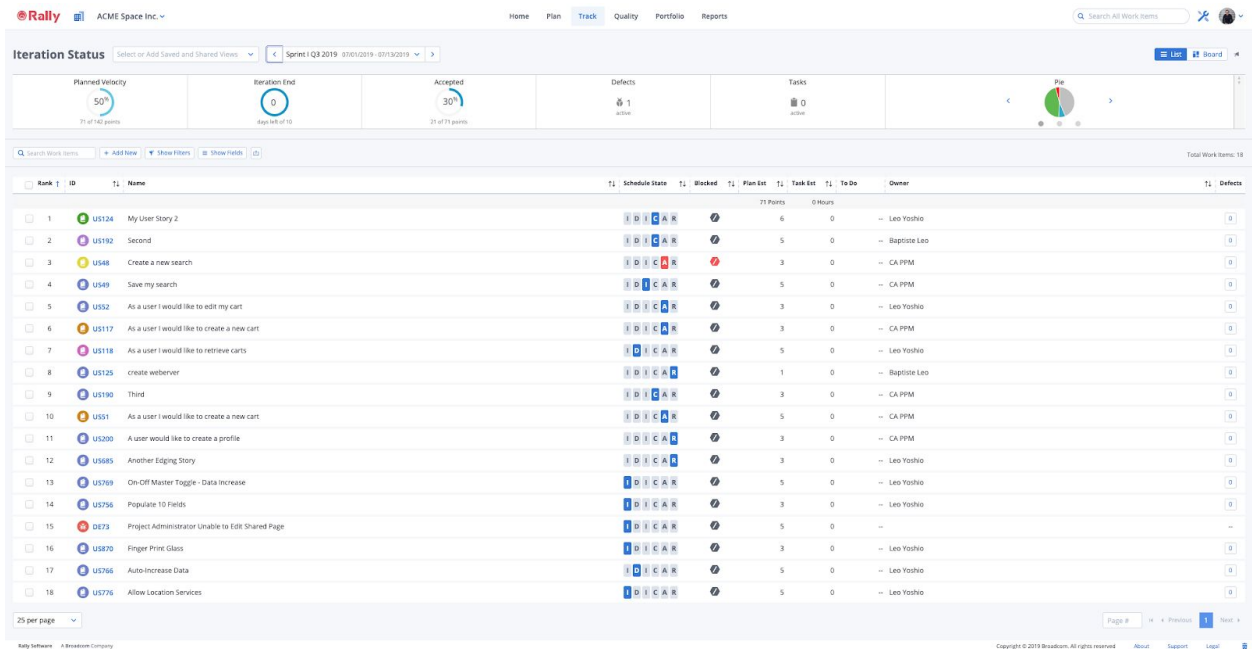 Rally ACME Space Inc. Home Plan Track Quality Portfolio Reports Search All Work Items
Iteration Status Select or Add Saved and Shared Views Sprint I Q3 2019 07/01/2019 - 07/13/2019 List Board
Planned Velocity Iteration End Accepted Defects Tasks Pie
50% 0 30% 1 0
71 of 142 points days left of 10 21 of 71 points active active
Search Work Items + Add New Show Filters Show Fields Total Work Items: 18
Rank ID Name Schedule State Blocked Plan Est Task Est To Do Owner Defects
71 Points 0 Hours
1 US124 My User Story 2 I D I C A R 6 0 -- Leo Yoshio 0
2 US192 Second I D I C A R 5 0 -- Baptiste Leo 0
3 US48 Create a new search I D I C A R 3 0 -- CA PPM 0
4 US49 Save my search I D I C A R 5 0 -- CA PPM 0
5 US52 As a user I would like to edit my cart I D I C A R 3 0 -- Leo Yoshio 0
6 US117 As a user I would like to create a new cart I D I C A R 3 0 -- CA PPM 0
7 US118 As a user I would like to retrieve carts I D I C A R 5 0 -- Leo Yoshio 0
8 US125 create weberver I D I C A R 1 0 -- Baptiste Leo 0
9 US190 Third I D I C A R 3 0 -- CA PPM 0
10 US51 As a user I would like to create a new cart I D I C A R 5 0 -- CA PPM 0
11 US200 A user would like to create a profile I D I C A R 3 0 -- CA PPM 0
12 US685 Another Edging Story I D I C A R 3 0 -- Leo Yoshio 0
13 US769 On-Off Master Toggle - Data Increase I D I C A R 5 0 -- Leo Yoshio 0
14 US756 Populate 10 Fields I D I C A R 3 0 -- Leo Yoshio 0
15 DE73 Project Administrator Unable to Edit Shared Page I D I C A R 5 0 -- --
16 US870 Finger Print Glass I D I C A R 3 0 -- Leo Yoshio 0
17 US766 Auto-Increase Data I D I C A R 5 0 -- Leo Yoshio 0
18 US776 Allow Location Services I D I C A R 5 0 -- Leo Yoshio 0
25 per page Page # Previous 1 Next
Rally Software A Broadcom Company Copyright © 2019 Broadcom. All rights reserved About Support Legal